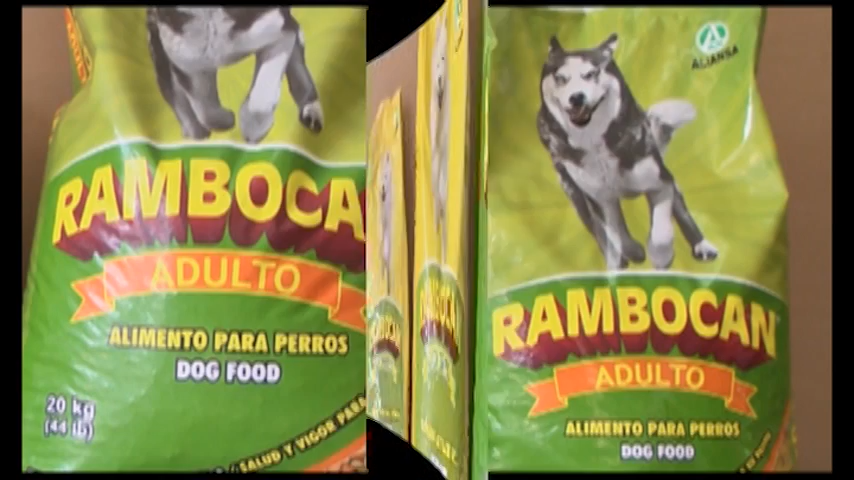 RAMBOCA
ADULTO
ALIMENTO PARA PERROS
DOG FOOD
20 kg
(44 lb)
SALUD Y VIGOR PARA
ALIANSA
RAMBOCAN
ADULTO
ALIMENTO PARA PERROS
DOG FOOD